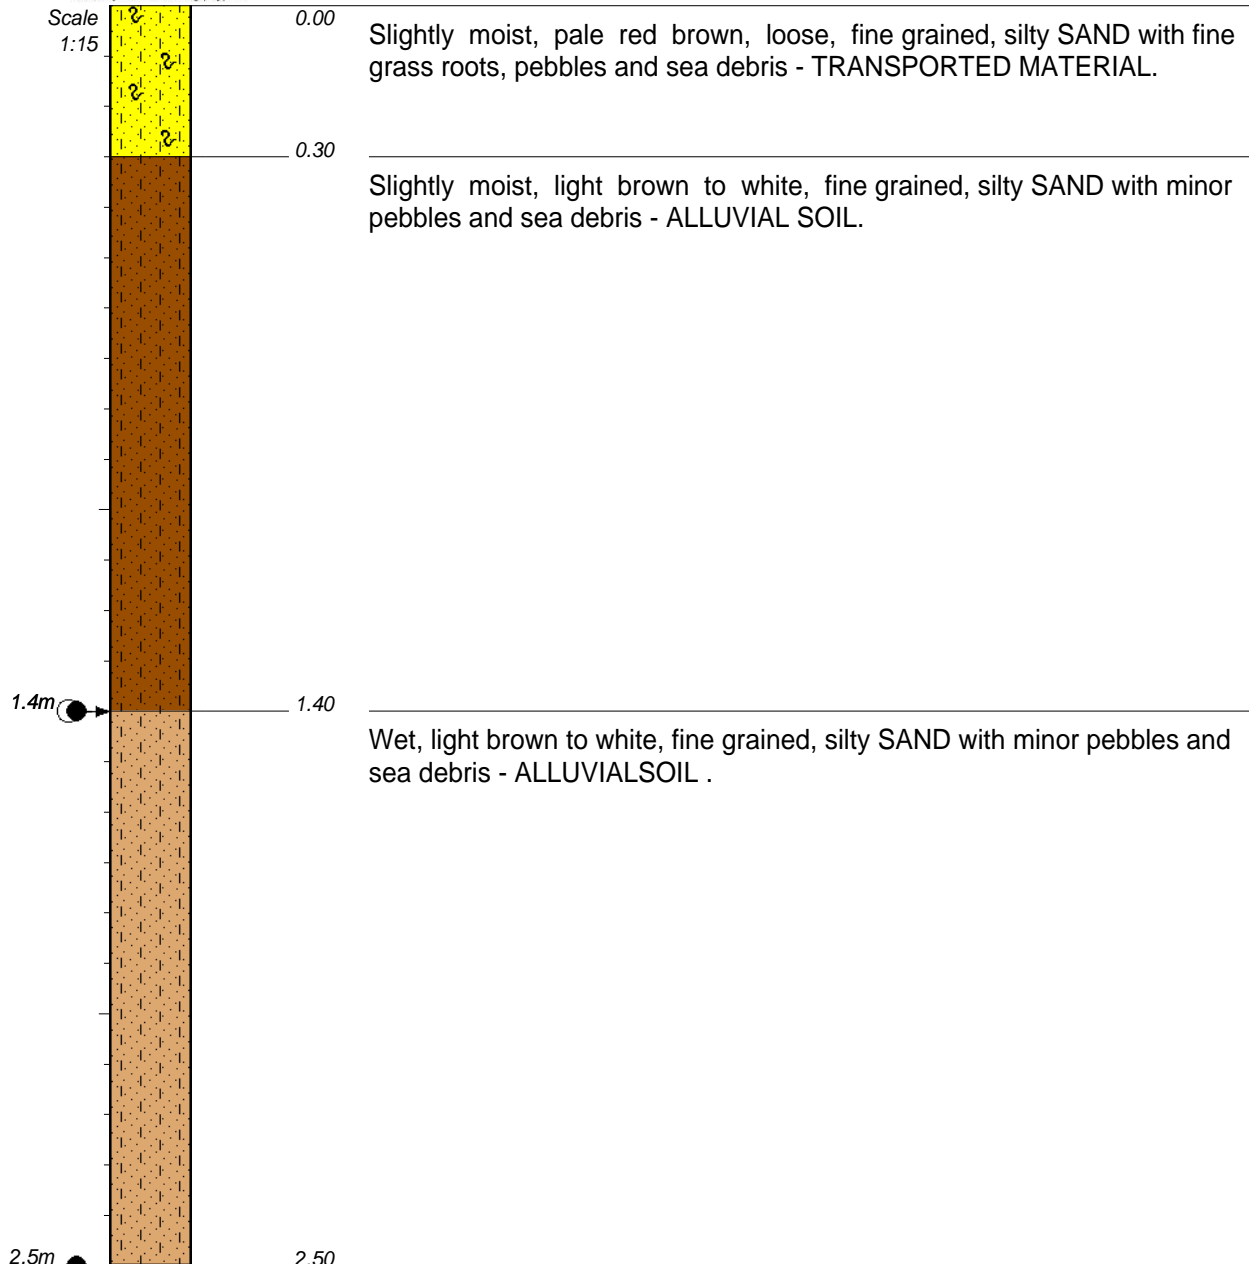 Scale
1:15
0.00
Slightly moist, pale red brown, loose, fine grained, silty SAND with fine
grass roots, pebbles and sea debris - TRANSPORTED MATERIAL.
0.30
Slightly moist, light brown to white, fine grained, silty SAND with minor
pebbles and sea debris - ALLUVIAL SOIL.
1.4m
1.40
Wet, light brown to white, fine grained, silty SAND with minor pebbles and
sea debris - ALLUVIALSOIL .
2.5m
2.50